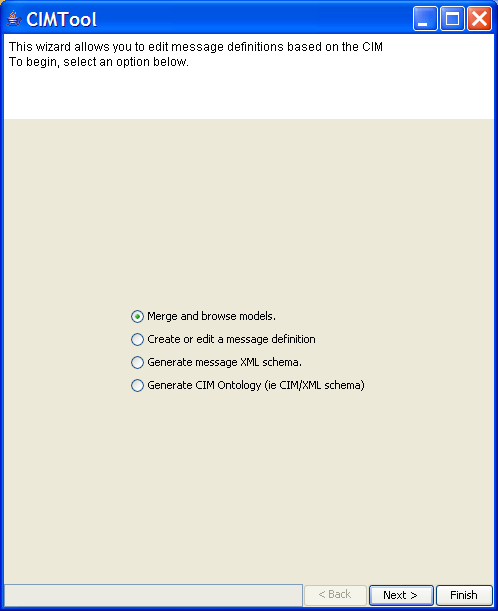 CIMTool
This wizard allows you to edit message definitions based on the CIM
To begin, select an option below.
Merge and browse models.
Create or edit a message definition
Generate message XML schema.
Generate CIM Ontology (ie CIM/XML schema)
< Back Next > Finish